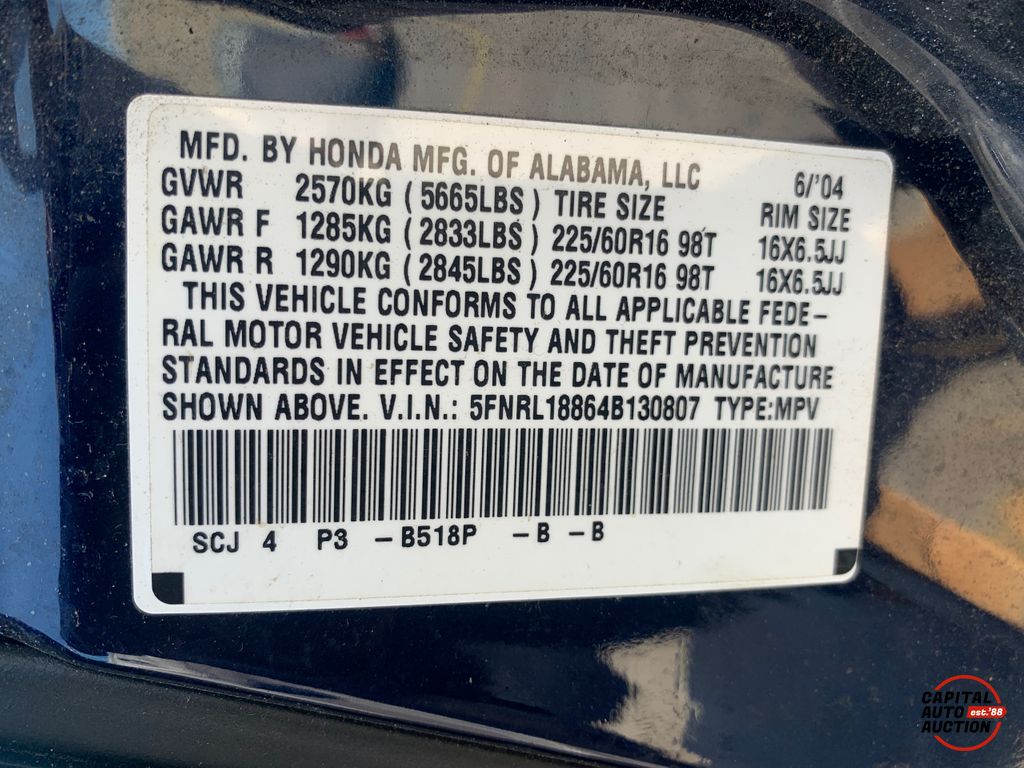 MFD. BY HONDA MFG. OF ALABAMA, LLC 6/'04
GVWR 2570KG (5665LBS) TIRE SIZE RIM SIZE
GAWR F 1285KG (2833LBS) 225/60R16 98T 16X6.5JJ
GAWR R 1290KG (2845LBS) 225/60R16 98T 16X6.5JJ
THIS VEHICLE CONFORMS TO ALL APPLICABLE FEDE-
RAL MOTOR VEHICLE SAFETY AND THEFT PREVENTION
STANDARDS IN EFFECT ON THE DATE OF MANUFACTURE
SHOWN ABOVE. V.I.N.: 5FNRL18864B130807 TYPE:MPV
SCJ 4 P3 -B518P -B -B
CAPITAL
AUTO est.'88
AUCTION